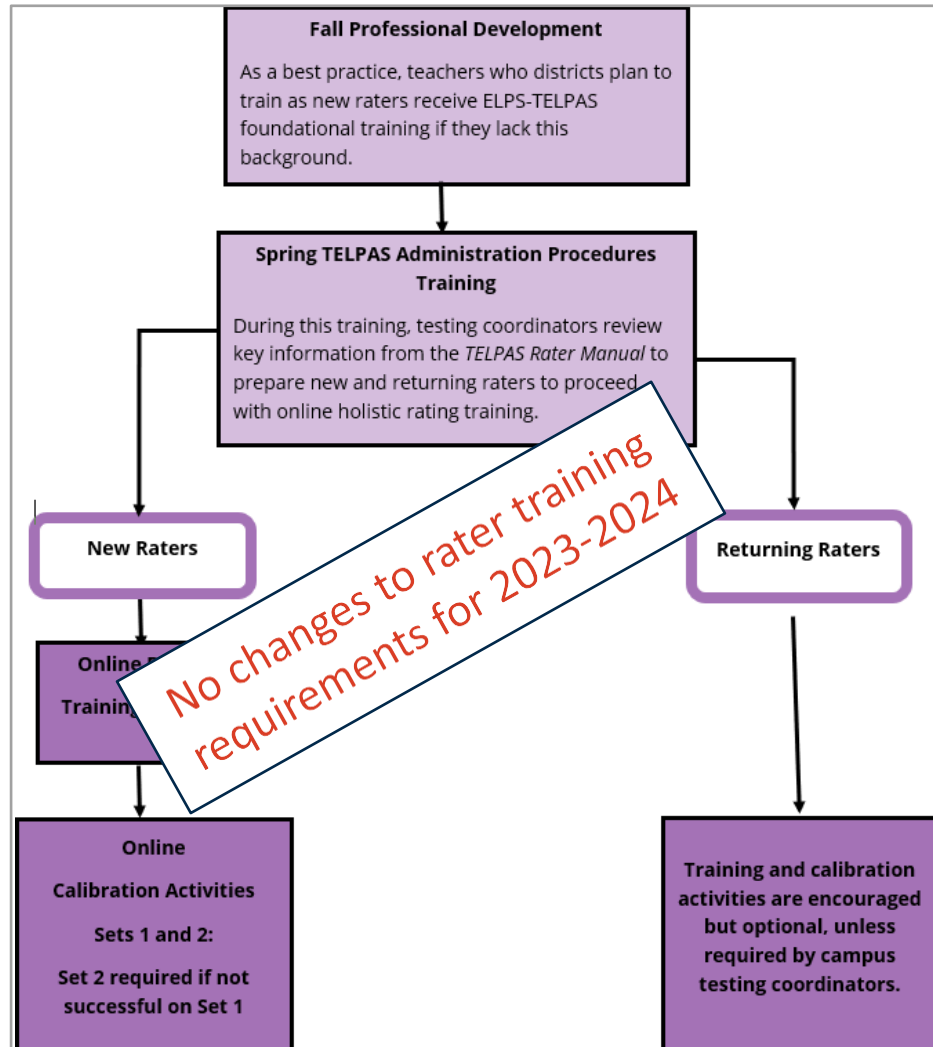 Fall Professional Development
As a best practice, teachers who districts plan to
train as new raters receive ELPS-TELPAS
foundational training if they lack this
background.
Spring TELPAS Administration Procedures
Training
During this training, testing coordinators review
key information from the TELPAS Rater Manual to
prepare new and returning raters to proceed
with online holistic rating training.
No changes to rater training
requirements for 2023-2024
New Raters
Returning Raters
Online
Training
Online
Calibration Activities
Sets 1 and 2:
Set 2 required if not
successful on Set 1
Training and calibration
activities are encouraged
but optional, unless
required by campus
testing coordinators.